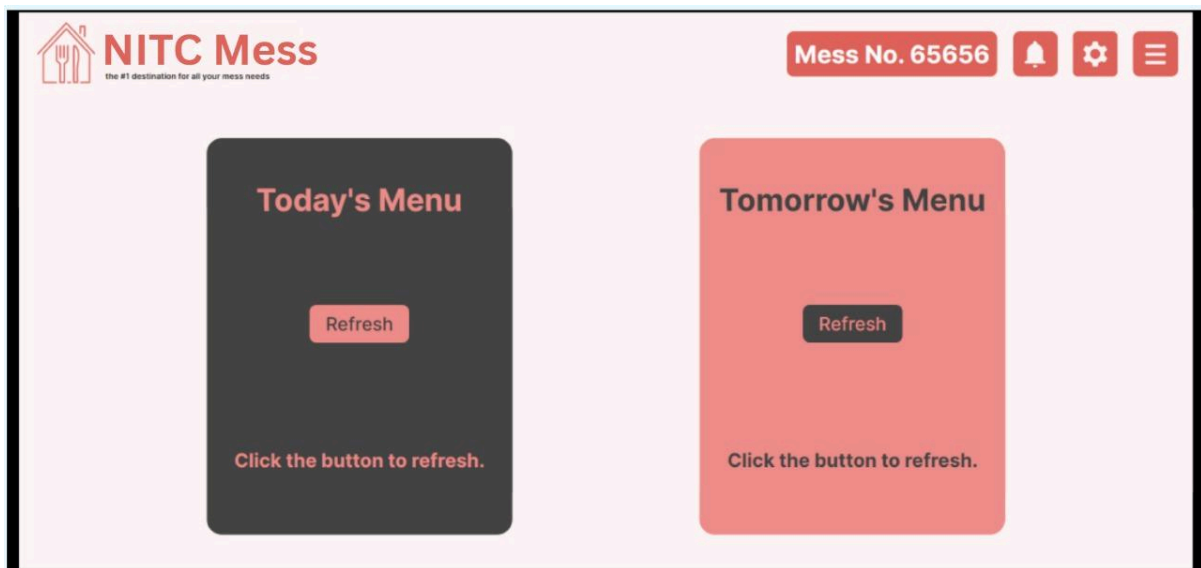 NITC Mess
the #1 destination for all your mess needs
Mess No. 65656
Today's Menu
Refresh
Click the button to refresh.
Tomorrow's Menu
Refresh
Click the button to refresh.